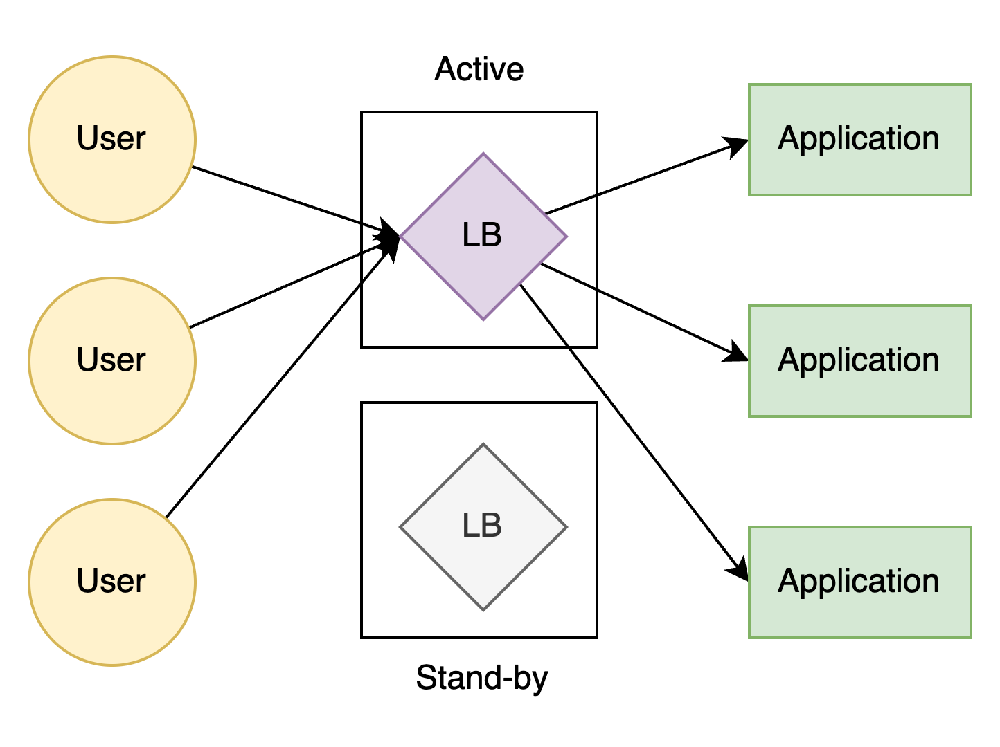 Active
User
LB
Application
User
Application
LB
User
Application
Stand-by